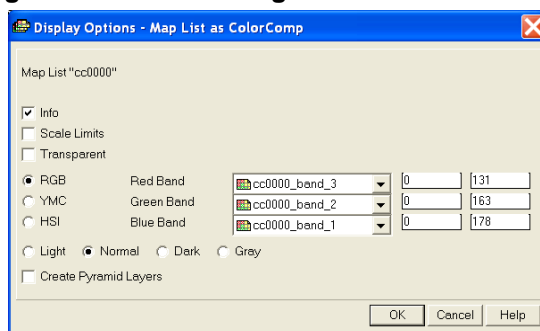 Display Options - Map List as ColorComp
Map List "cc0000"
Info
Scale Limits
Transparent
RGB Red Band cc0000_band_3 0 131
YMC Green Band cc0000_band_2 0 163
HSI Blue Band cc0000_band_1 0 178
Light Normal Dark Gray
Create Pyramid Layers
OK Cancel Help